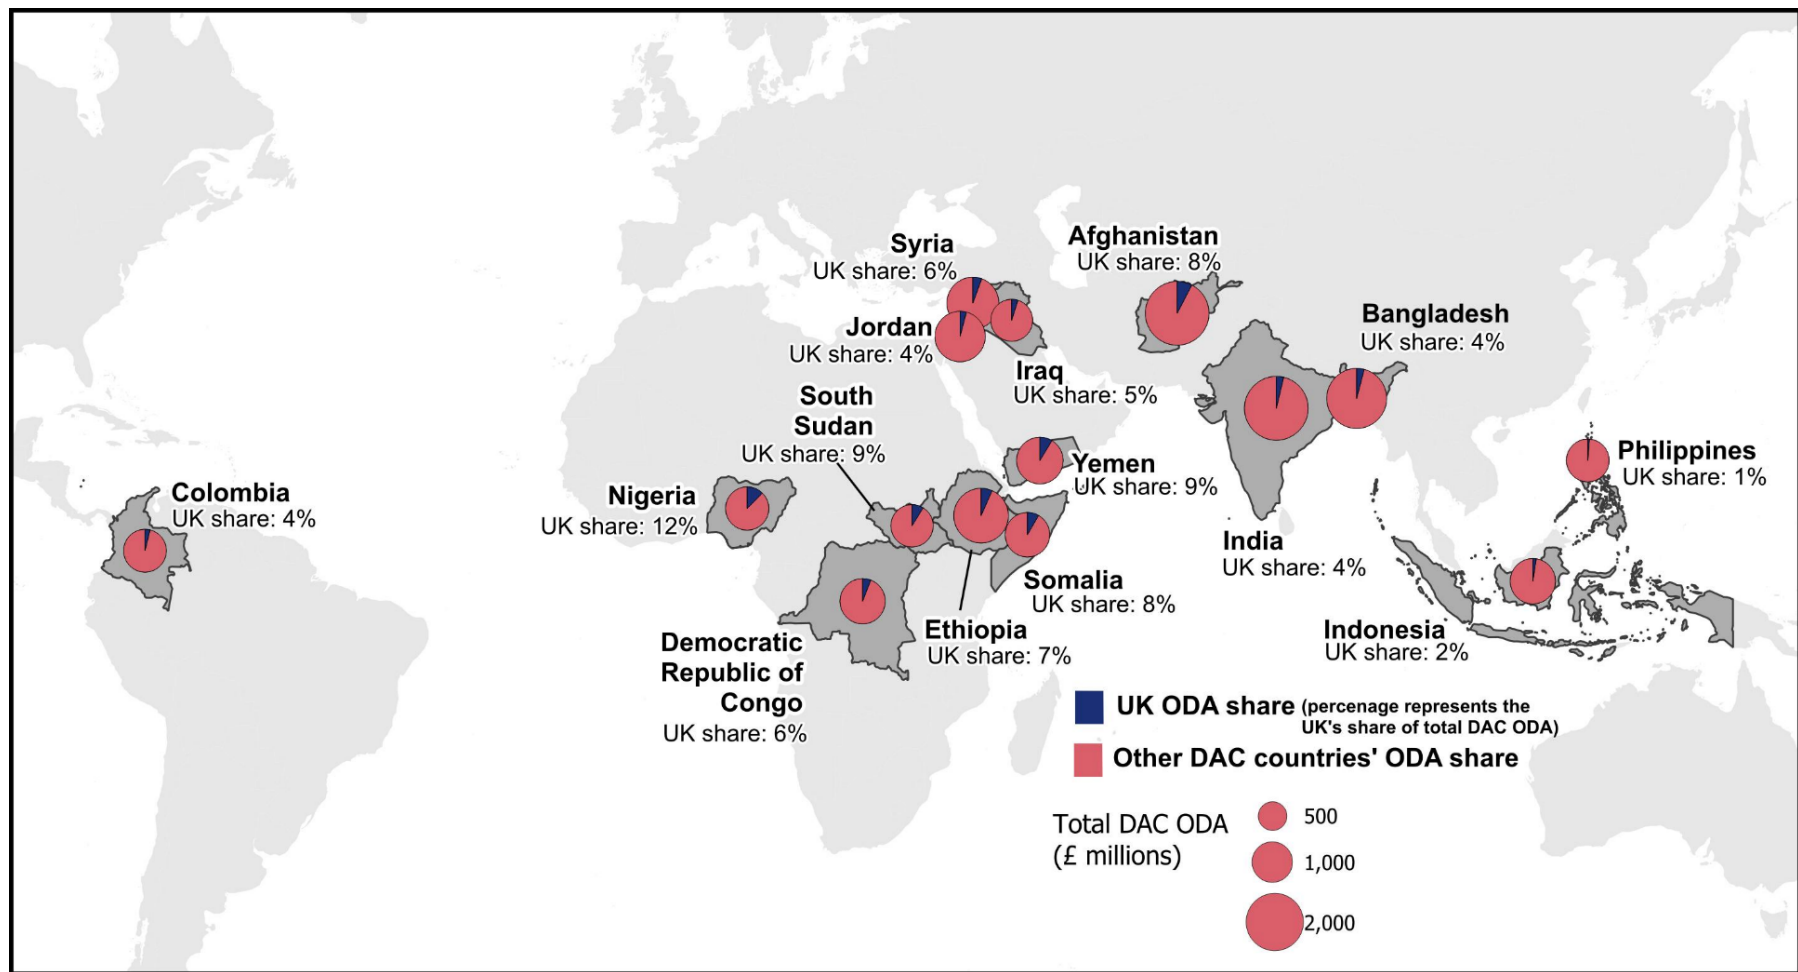 Syria
UK share: 6%
Afghanistan
UK share: 8%
Jordan
UK share: 4%
Bangladesh
UK share: 4%
Iraq
UK share: 5%
South
Sudan
UK share: 9%
Yemen
UK share: 9%
Philippines
UK share: 1%
Colombia
UK share: 4%
Nigeria
UK share: 12%
India
UK share: 4%
Somalia
UK share: 8%
Ethiopia
UK share: 7%
Indonesia
UK share: 2%
Democratic
Republic of
Congo
UK share: 6%
UK ODA share (percenage represents the
UK's share of total DAC ODA)
Other DAC countries' ODA share
Total DAC ODA
(£ millions)
500
1,000
2,000